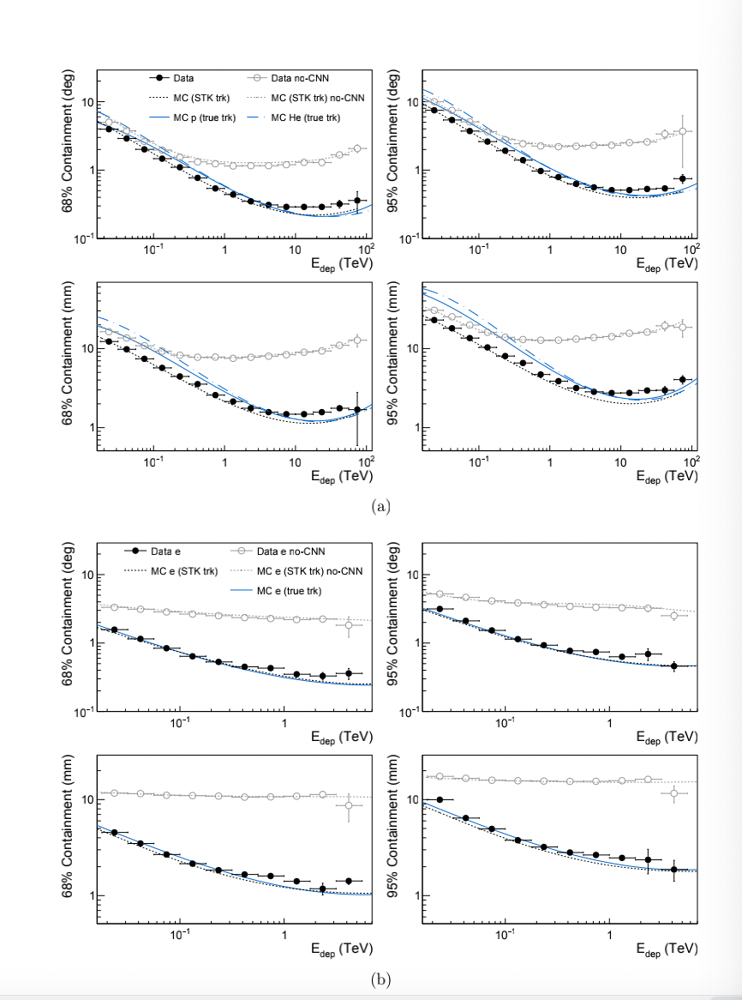 68% Containment (deg)
10
1
10⁻¹
Data
Data no-CNN
MC (STK trk)
MC (STK trk) no-CNN
MC p (true trk)
MC He (true trk)
10⁻¹ 1 10 10²
E_dep (TeV)
95% Containment (deg)
10
1
10⁻¹
10⁻¹ 1 10 10²
E_dep (TeV)
68% Containment (mm)
10
1
10⁻¹ 1 10 10²
E_dep (TeV)
95% Containment (mm)
10
1
10⁻¹ 1 10 10²
E_dep (TeV)
(a)
68% Containment (deg)
10
1
10⁻¹
Data e
Data e no-CNN
MC e (STK trk)
MC e (STK trk) no-CNN
MC e (true trk)
10⁻¹ 1
E_dep (TeV)
95% Containment (deg)
10
1
10⁻¹
10⁻¹ 1
E_dep (TeV)
68% Containment (mm)
10
1
10⁻¹ 1
E_dep (TeV)
95% Containment (mm)
10
1
10⁻¹ 1
E_dep (TeV)
(b)